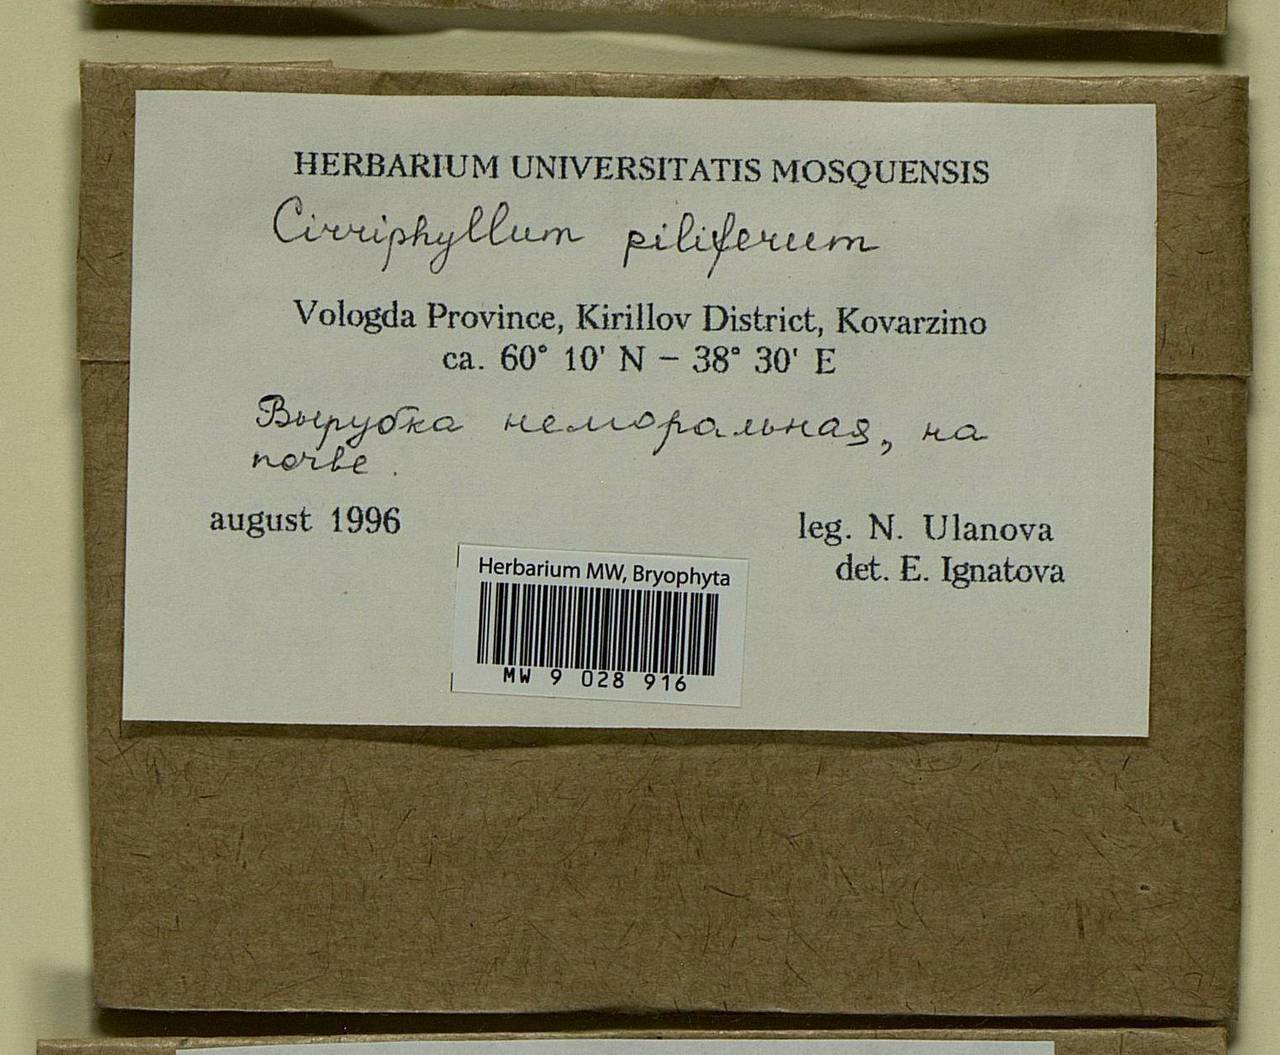 HERBARIUM UNIVERSITATIS MOSQUENSIS
Cirriphyllum piliferum
Vologda Province, Kirillov District, Kovarzino
ca. 60° 10' N – 38° 30' E
Вырубка неморальная, на
почве.
august 1996
leg. N. Ulanova
det. E. Ignatova
Herbarium MW, Bryophyta
MW 9 028 916